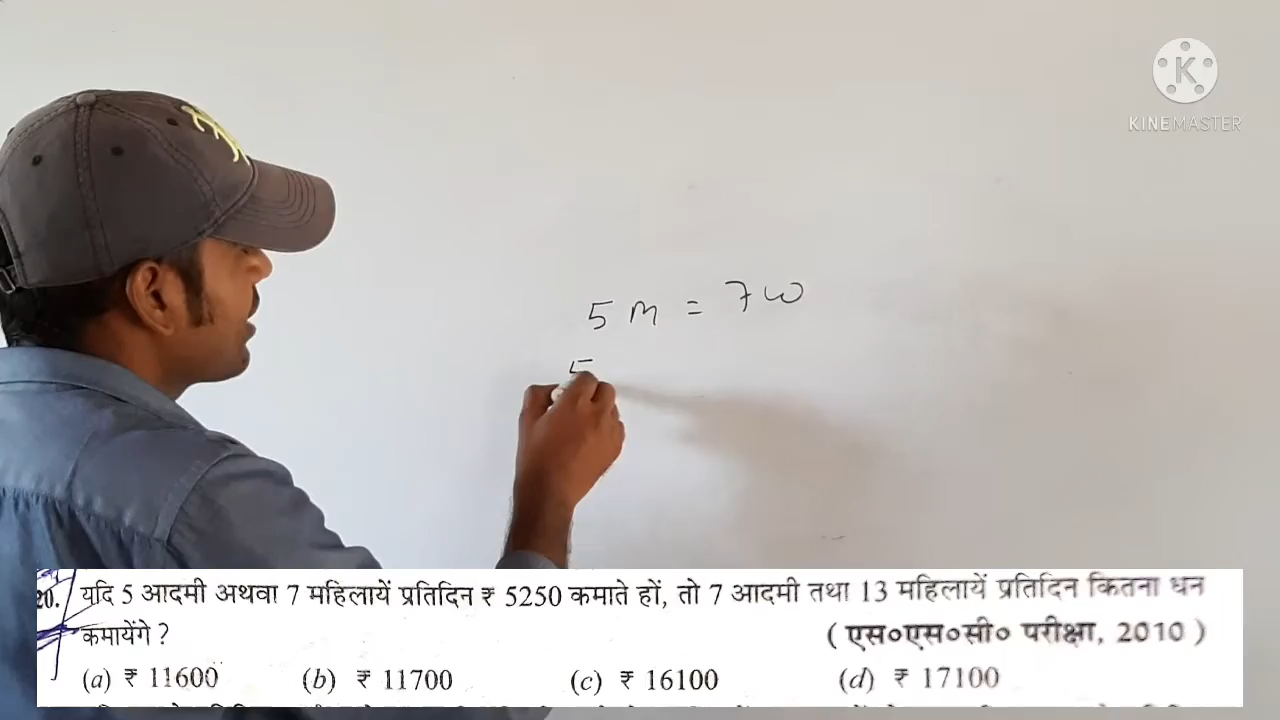 KINEMASTER
5 m = 7 w
5
20. यदि 5 आदमी अथवा 7 महिलायें प्रतिदिन ₹ 5250 कमाते हों, तो 7 आदमी तथा 13 महिलायें प्रतिदिन कितना धन
कमायेंगे ?
( एस०एस०सी० परीक्षा, 2010 )
(a) ₹ 11600 (b) ₹ 11700 (c) ₹ 16100 (d) ₹ 17100